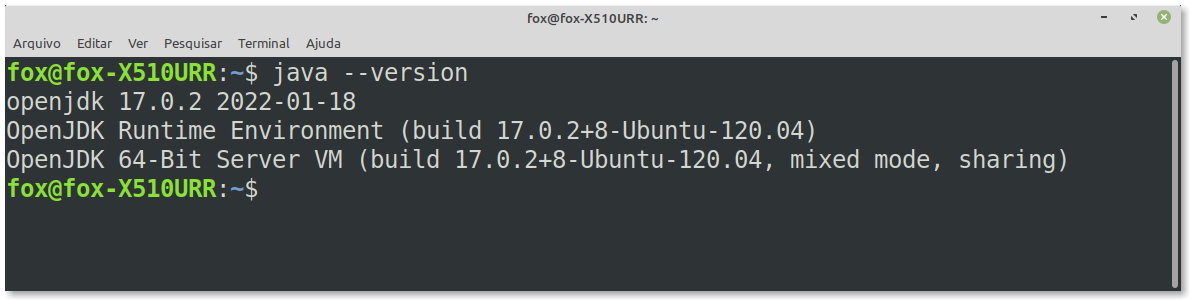 fox@fox-X510URR: ~
Arquivo Editar Ver Pesquisar Terminal Ajuda
fox@fox-X510URR:~$ java --version
openjdk 17.0.2 2022-01-18
OpenJDK Runtime Environment (build 17.0.2+8-Ubuntu-120.04)
OpenJDK 64-Bit Server VM (build 17.0.2+8-Ubuntu-120.04, mixed mode, sharing)
fox@fox-X510URR:~$